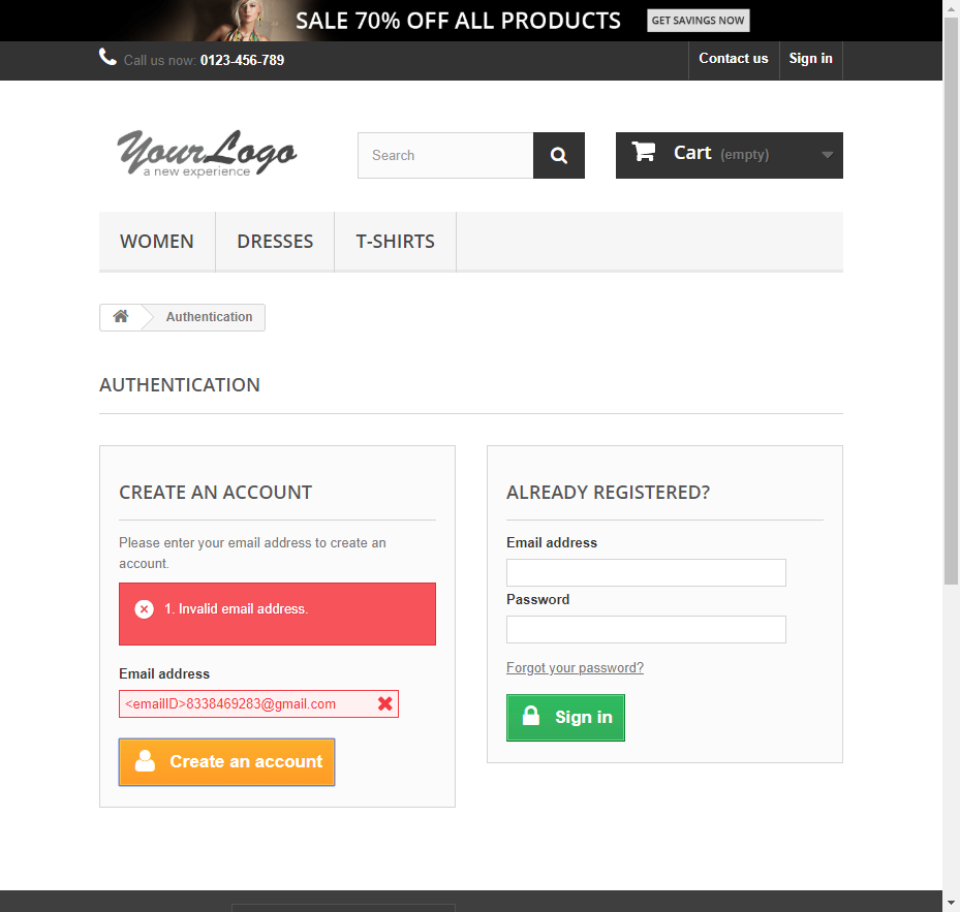 SALE 70% OFF ALL PRODUCTS GET SAVINGS NOW
Call us now: 0123-456-789 Contact us Sign in
YourLogo
a new experience
Search
Cart (empty)
WOMEN DRESSES T-SHIRTS
Authentication
AUTHENTICATION
CREATE AN ACCOUNT
Please enter your email address to create an
account.
1. Invalid email address.
Email address
<emailID>8338469283@gmail.com
Create an account
ALREADY REGISTERED?
Email address
Password
Forgot your password?
Sign in